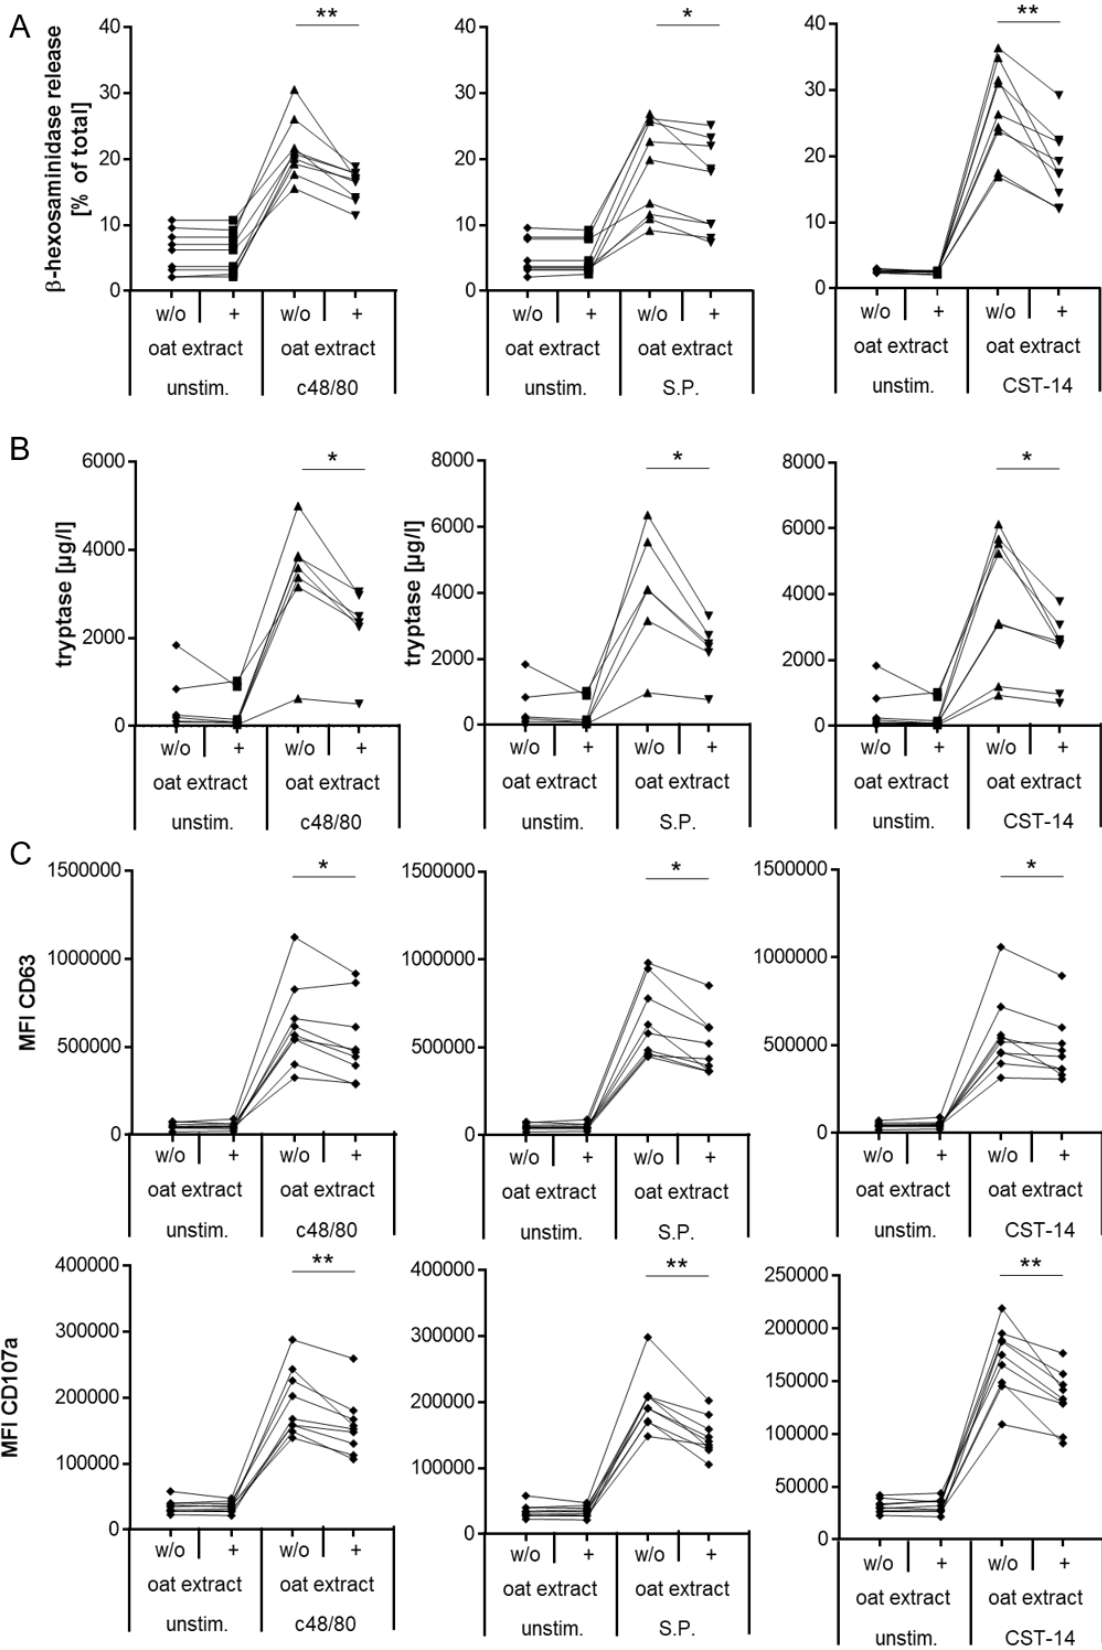 A
β-hexosaminidase release
[% of total]
40
30
20
10
0
**
w/o + w/o +
oat extract oat extract
unstim. c48/80
40
30
20
10
0
*
w/o + w/o +
oat extract oat extract
unstim. S.P.
40
30
20
10
0
**
w/o + w/o +
oat extract oat extract
unstim. CST-14
B
tryptase [µg/l]
6000
4000
2000
0
*
w/o + w/o +
oat extract oat extract
unstim. c48/80
tryptase [µg/l]
8000
6000
4000
2000
0
*
w/o + w/o +
oat extract oat extract
unstim. S.P.
8000
6000
4000
2000
0
*
w/o + w/o +
oat extract oat extract
unstim. CST-14
C
MFI CD63
1500000
1000000
500000
0
*
w/o + w/o +
oat extract oat extract
unstim. c48/80
1500000
1000000
500000
0
*
w/o + w/o +
oat extract oat extract
unstim. S.P.
1500000
1000000
500000
0
*
w/o + w/o +
oat extract oat extract
unstim. CST-14
MFI CD107a
400000
300000
200000
100000
0
**
w/o + w/o +
oat extract oat extract
unstim. c48/80
400000
300000
200000
100000
0
**
w/o + w/o +
oat extract oat extract
unstim. S.P.
250000
200000
150000
100000
50000
0
**
w/o + w/o +
oat extract oat extract
unstim. CST-14